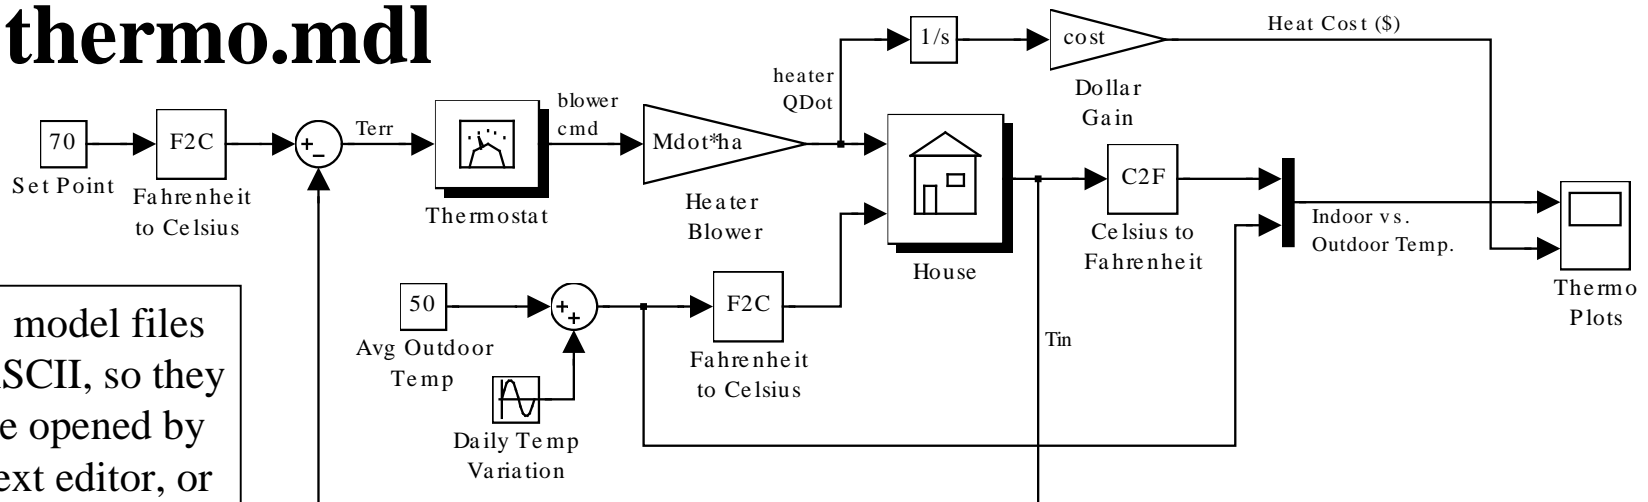 thermo.mdl
70
Set Point
F2C
Fahrenheit
to Celsius
+
−
Terr
Thermostat
blower
cmd
Mdot*ha
Heater
Blower
heater
QDot
1/s
cost
Dollar
Gain
Heat Cost ($)
House
C2F
Celsius to
Fahrenheit
Indoor vs.
Outdoor Temp.
Thermo
Plots
50
Avg Outdoor
Temp
+
+
Daily Temp
Variation
F2C
Fahrenheit
to Celsius
Tin
model files
SCII, so they
e opened by
ext editor, or